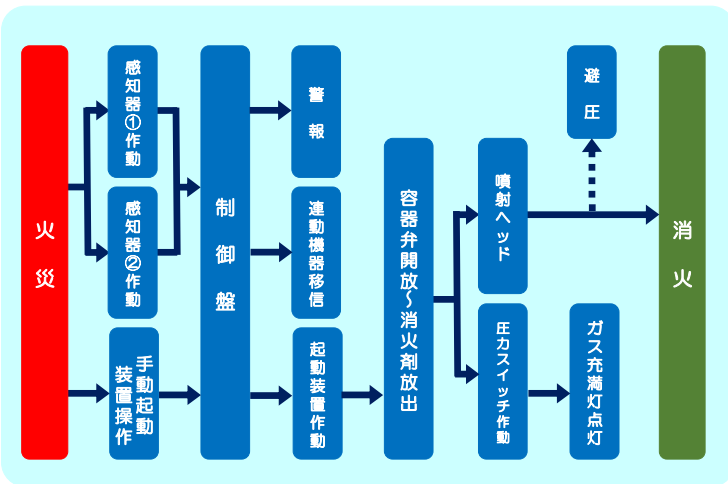 火災
感知器①作動
感知器②作動
手動起動
装置操作
制御盤
警報
連動機器移信
起動装置作動
容器弁開放～消火剤放出
噴射ヘッド
圧力スイッチ作動
避圧
ガス充満灯点灯
消火